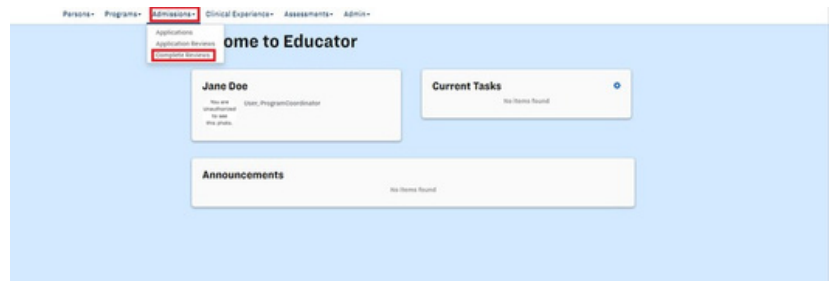 Persons Programs Admissions Clinical Experience Assessments Admin
Applications
Application Reviews
Complete Reviews
ome to Educator
Jane Doe
You are
unauthorized
to see
this photo.
User, ProgramCoordinator
Current Tasks
No items found
Announcements
No items found